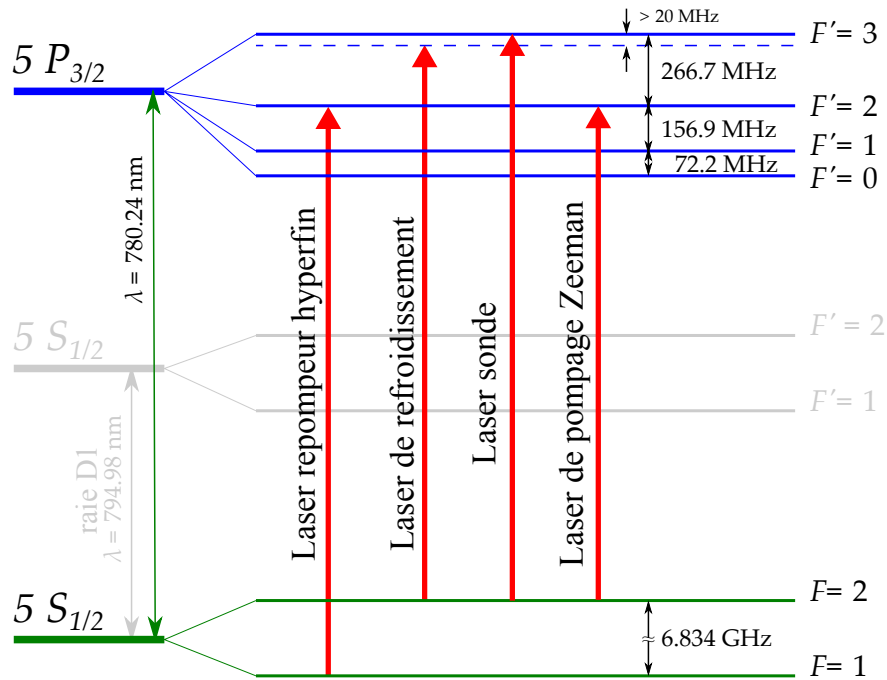 > 20 MHz
F′= 3
5 P3/2
266.7 MHz
F′= 2
156.9 MHz
F′= 1
72.2 MHz
F′= 0
λ = 780.24 nm
Laser repompeur hyperfin
Laser de refroidissement
Laser sonde
Laser de pompage Zeeman
5 S1/2
F′= 2
F′= 1
raie D1
λ = 794.98 nm
5 S1/2
F= 2
≈ 6.834 GHz
F= 1